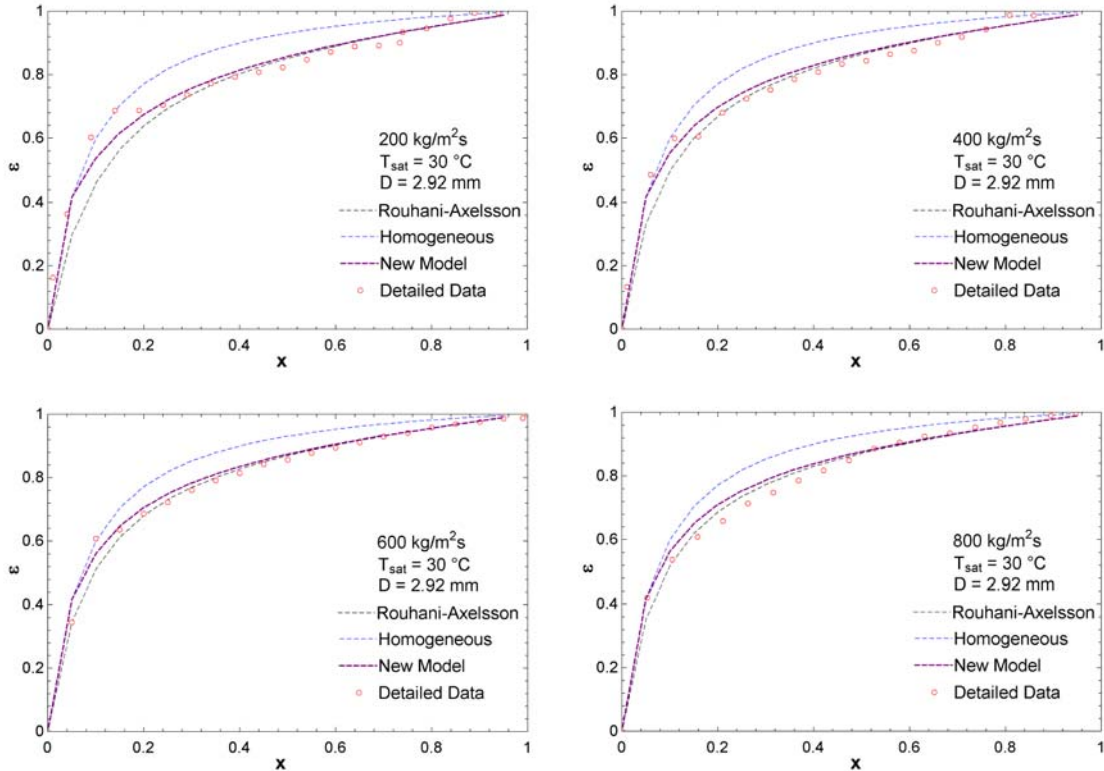 1
0.8
0.6
ε
0.4
0.2
0
0 0.2 0.4 0.6 0.8 1
x
200 kg/m²s
T_sat = 30 °C
D = 2.92 mm
Rouhani-Axelsson
Homogeneous
New Model
Detailed Data
1
0.8
0.6
ε
0.4
0.2
0
0 0.2 0.4 0.6 0.8 1
x
400 kg/m²s
T_sat = 30 °C
D = 2.92 mm
Rouhani-Axelsson
Homogeneous
New Model
Detailed Data
1
0.8
0.6
ε
0.4
0.2
0
0 0.2 0.4 0.6 0.8 1
x
600 kg/m²s
T_sat = 30 °C
D = 2.92 mm
Rouhani-Axelsson
Homogeneous
New Model
Detailed Data
1
0.8
0.6
ε
0.4
0.2
0
0 0.2 0.4 0.6 0.8 1
x
800 kg/m²s
T_sat = 30 °C
D = 2.92 mm
Rouhani-Axelsson
Homogeneous
New Model
Detailed Data